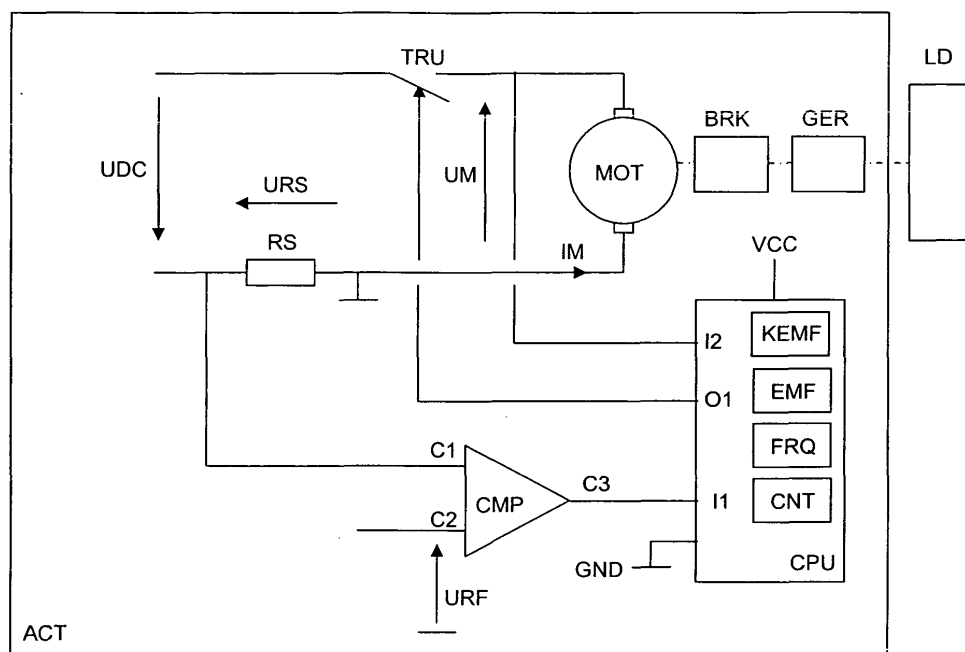 TRU
LD
BRK
GER
UDC
UM
MOT
URS
RS
IM
VCC
I2
KEMF
O1
EMF
FRQ
C1
CMP
C3
I1
CNT
C2
GND
CPU
URF
ACT